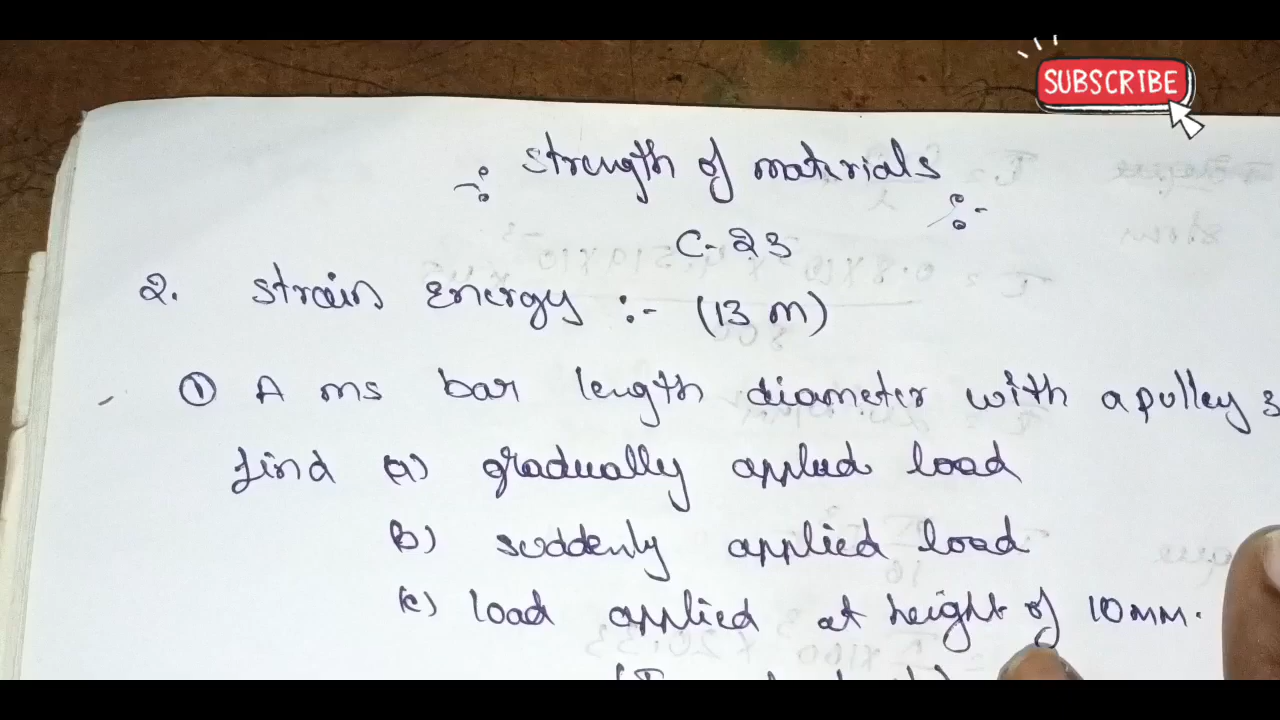 SUBSCRIBE
:- Strength of materials :-
C-23
2. Strain energy :- (13 m)
① A ms bar length diameter with a pulley
find (a) gradually applied load
b) suddenly applied load
(c) load applied at height of 10mm.